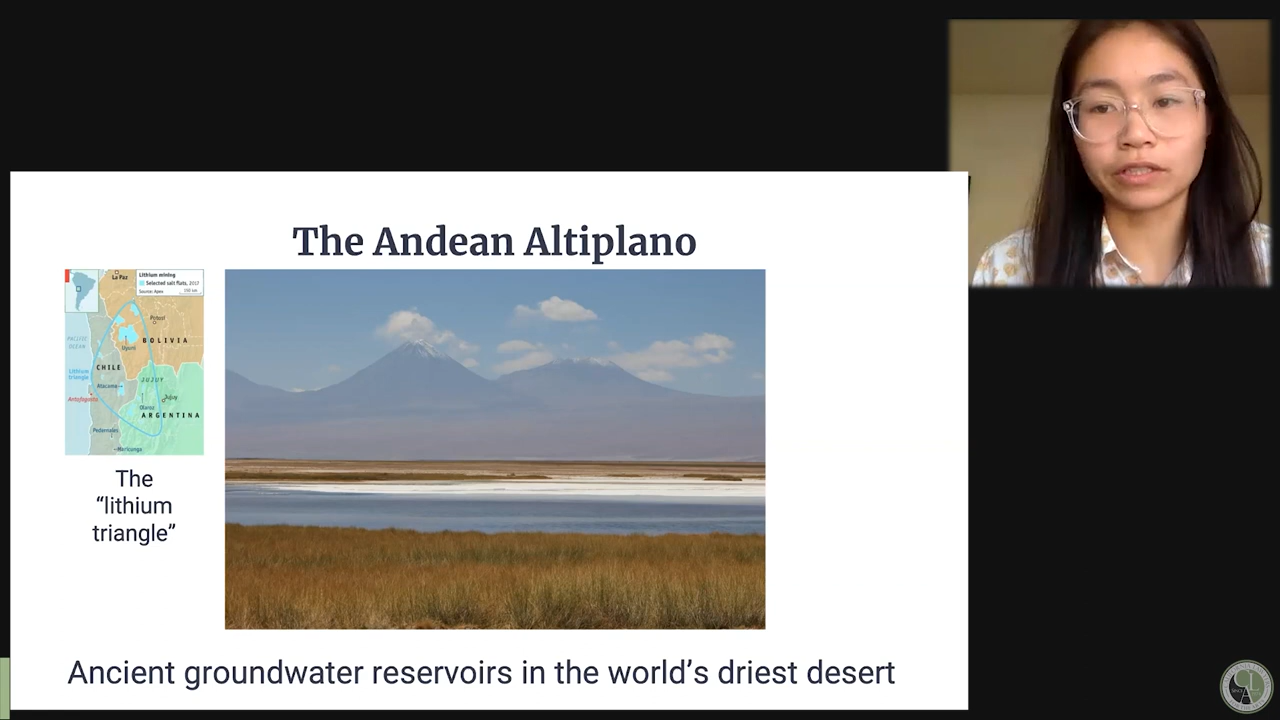 The Andean Altiplano
La Paz
Lithium mining
Selected salt flats, 2017
Source: Apex
150 km
Potosí
PACIFIC
OCEAN
Uyuni
BOLIVIA
Lithium
triangle
CHILE
JUJUY
Atacama
Antofagasta
Jujuy
Olaroz
ARGENTINA
Pedernales
Maricunga
The
“lithium
triangle”
Ancient groundwater reservoirs in the world’s driest desert